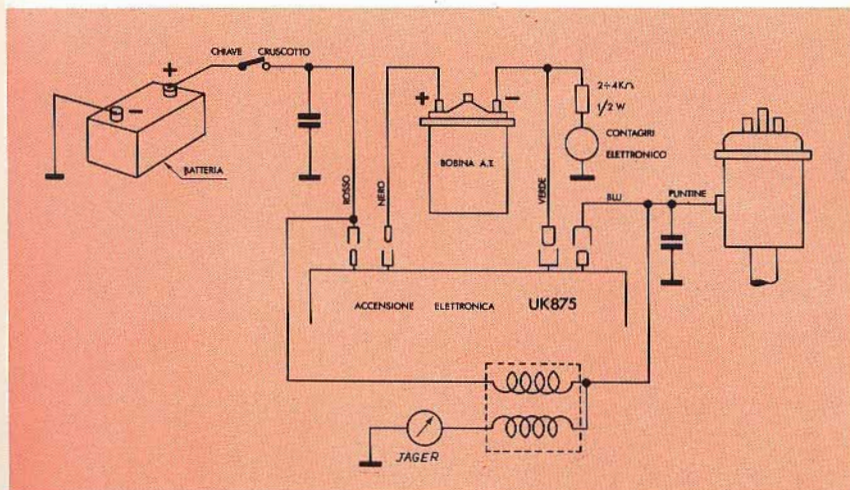 CHIAVE CRUSCOTTO
+
-
BATTERIA
ROSSO
NERO
+
-
BOBINA A.T.
VERDE
2÷4KΩ
1/2 W
CONTAGIRI
ELETTRONICO
BLU
PUNTINE
ACCENSIONE ELETTRONICA UK875
JAGER